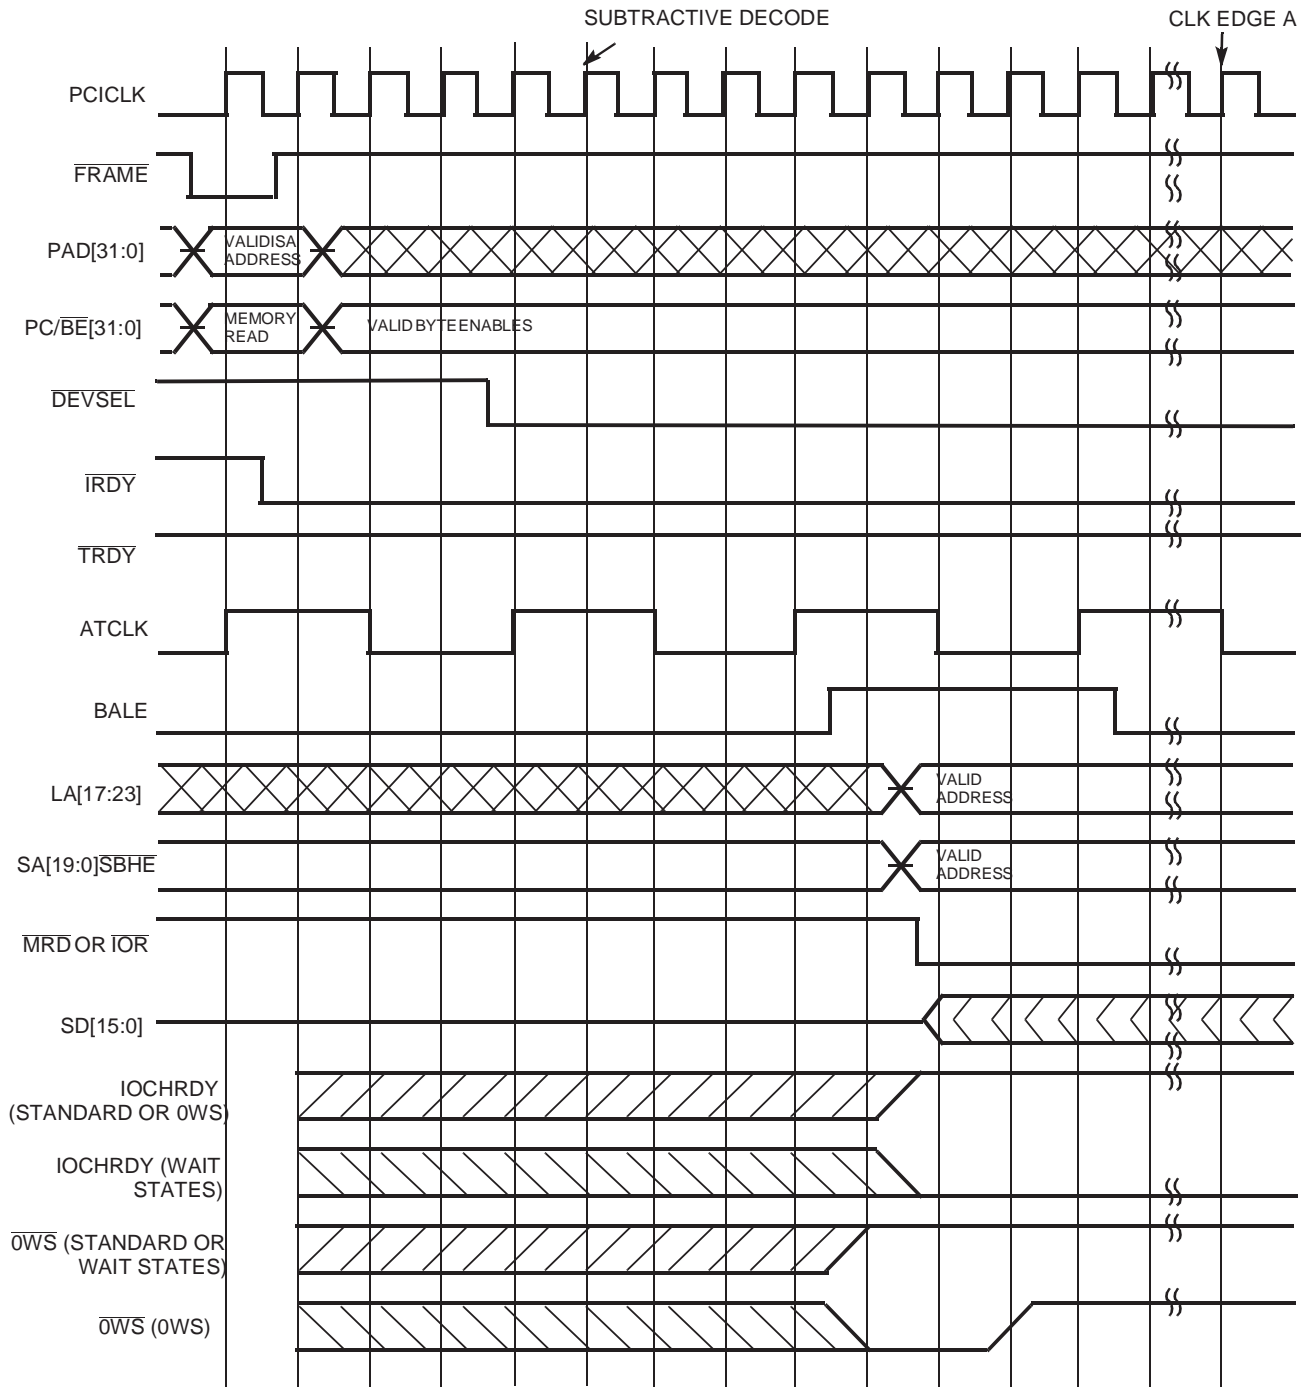 SUBTRACTIVE DECODE
CLK EDGE A
PCICLK
FRAME
PAD[31:0]
VALID ISA
ADDRESS
PC/BE[31:0]
MEMORY
READ
VALID BYTE ENABLES
DEVSEL
IRDY
TRDY
ATCLK
BALE
LA[17:23]
VALID
ADDRESS
SA[19:0]SBHE
VALID
ADDRESS
MRD OR IOR
SD[15:0]
IOCHRDY
(STANDARD OR 0WS)
IOCHRDY (WAIT
STATES)
0WS (STANDARD OR
WAIT STATES)
0WS (0WS)